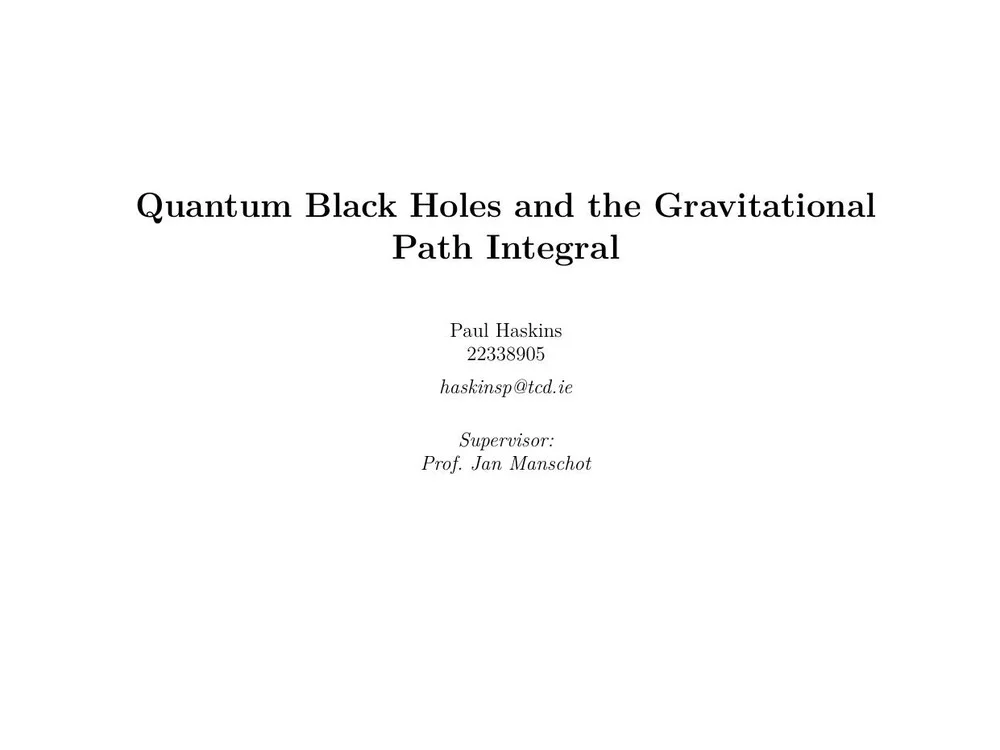 Quantum Black Holes and the Gravitational
Path Integral
Paul Haskins
22338905
haskinsp@tcd.ie
Supervisor:
Prof. Jan Manschot